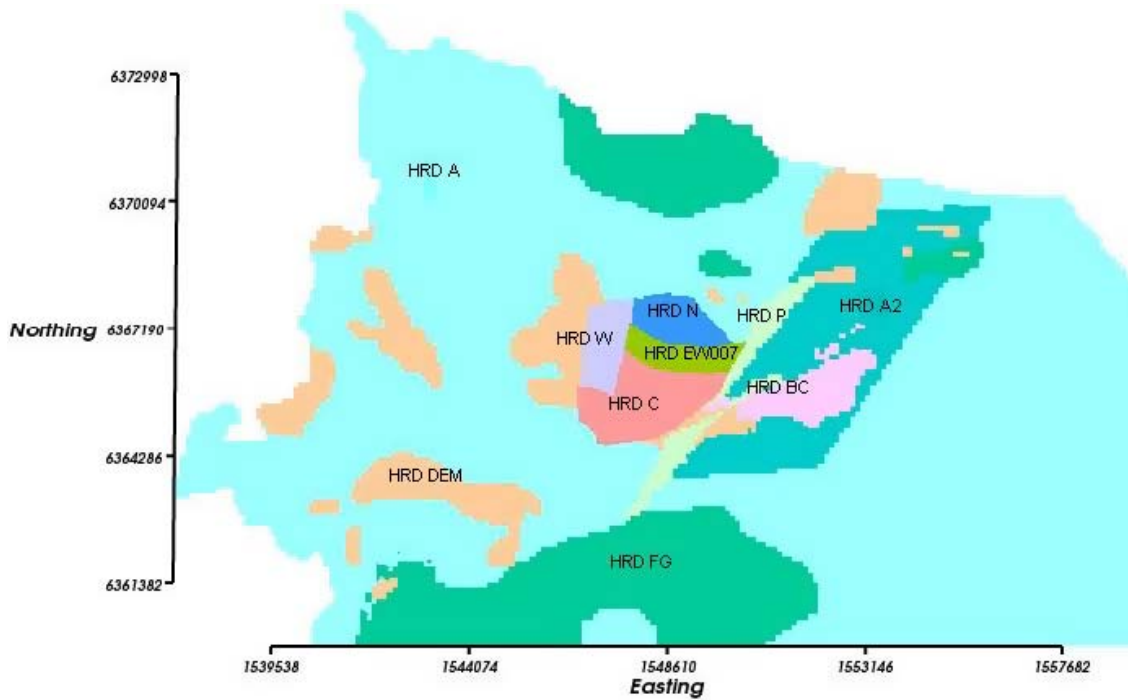 6372998
HRD A
6370094
HRD A2
HRD N
HRD P
Northing
6367190
HRD W
HRD EW007
HRD BC
HRD C
6364286
HRD DEM
HRD FG
6361382
1539538
1544074
1548610
1553146
1557682
Easting